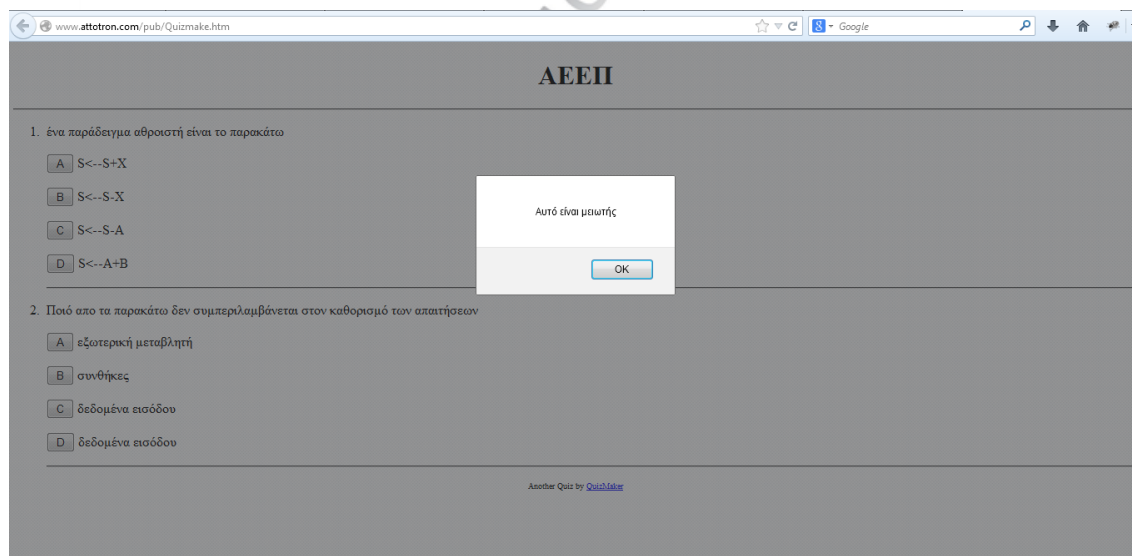 www.attotron.com/pub/Quizmake.htm
8 Google
ΑΕΕΠ
1. ένα παράδειγμα αθροιστή είναι το παρακάτω
A S<--S+X
B S<--S-X
C S<--S-A
D S<--A+B
Αυτό είναι μειωτής
OK
2. Ποιό απο τα παρακάτω δεν συμπεριλαμβάνεται στον καθορισμό των απαιτήσεων
A εξωτερική μεταβλητή
B συνθήκες
C δεδομένα εισόδου
D δεδομένα εισόδου
Another Quiz by QuizMaker